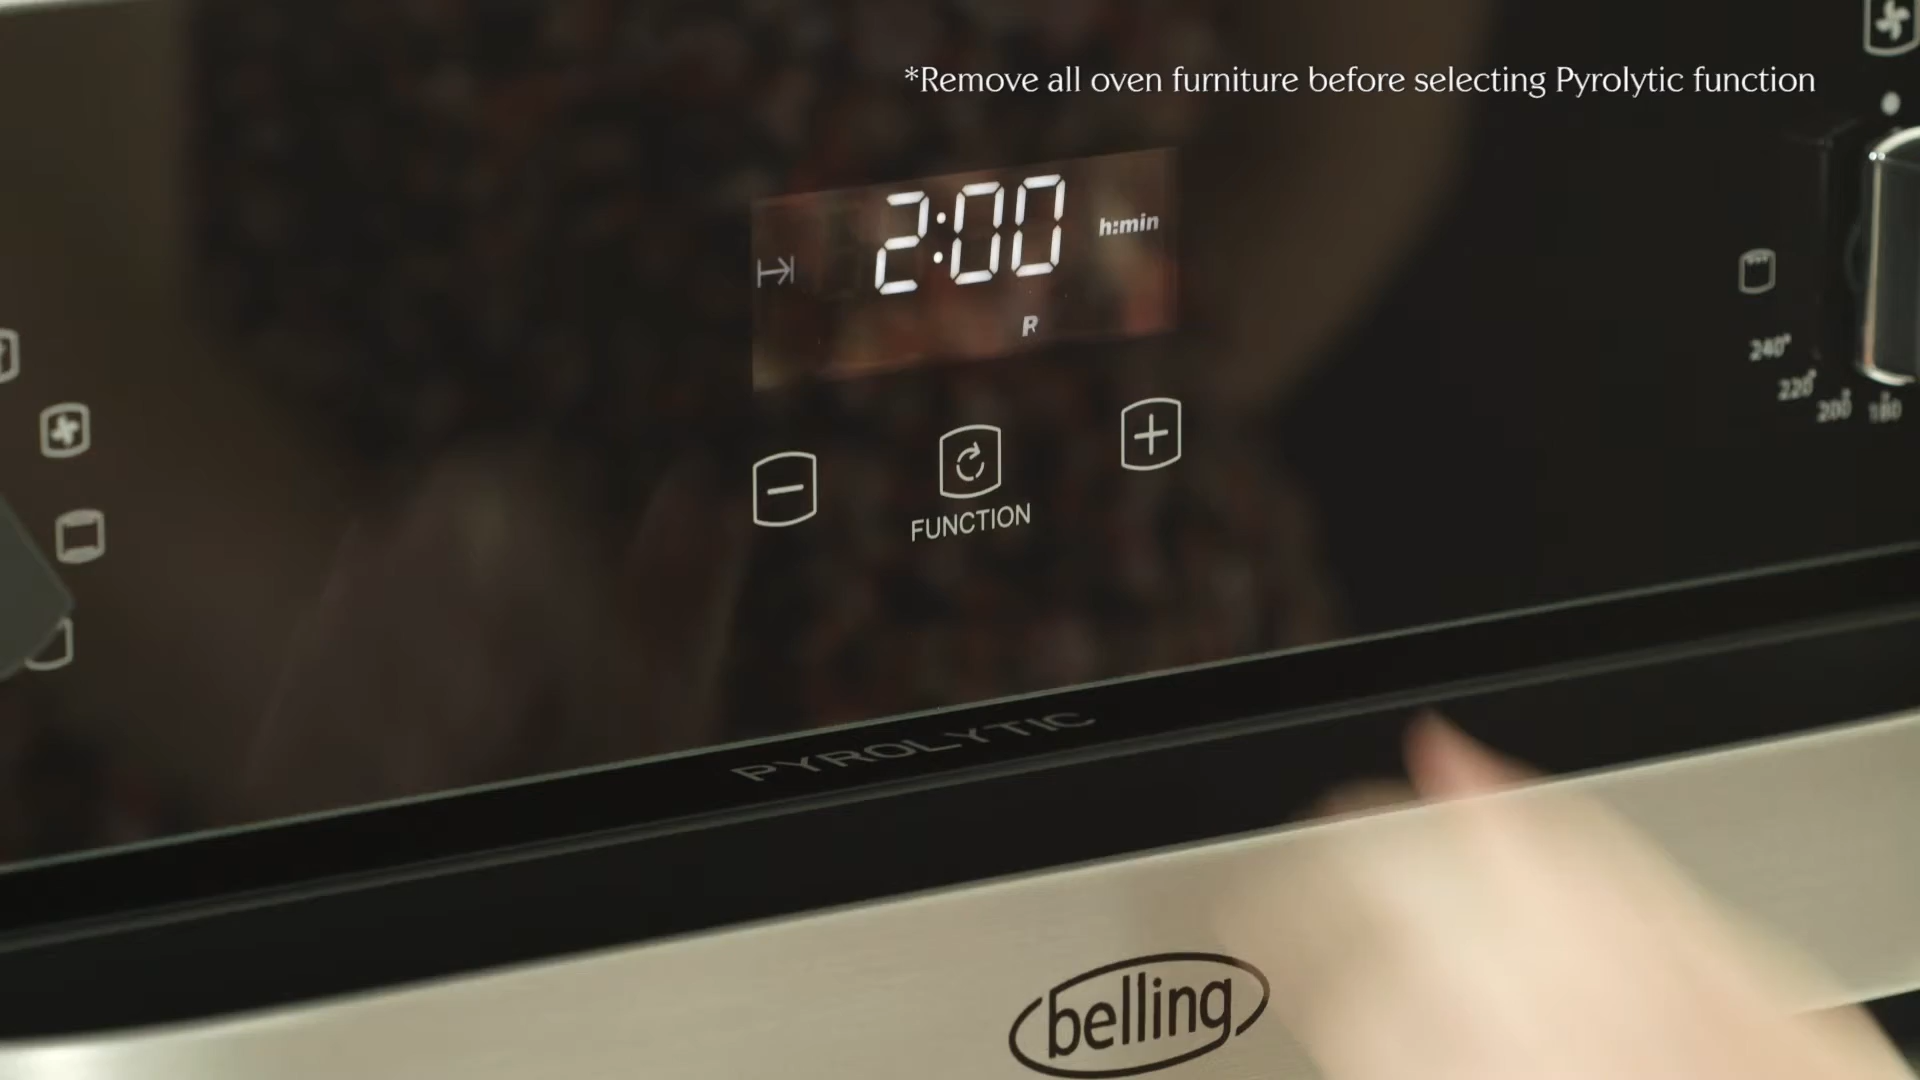 *Remove all oven furniture before selecting Pyrolytic function
2:00 h:min
R
FUNCTION
240°
220°
200
180
PYROLYTIC
belling